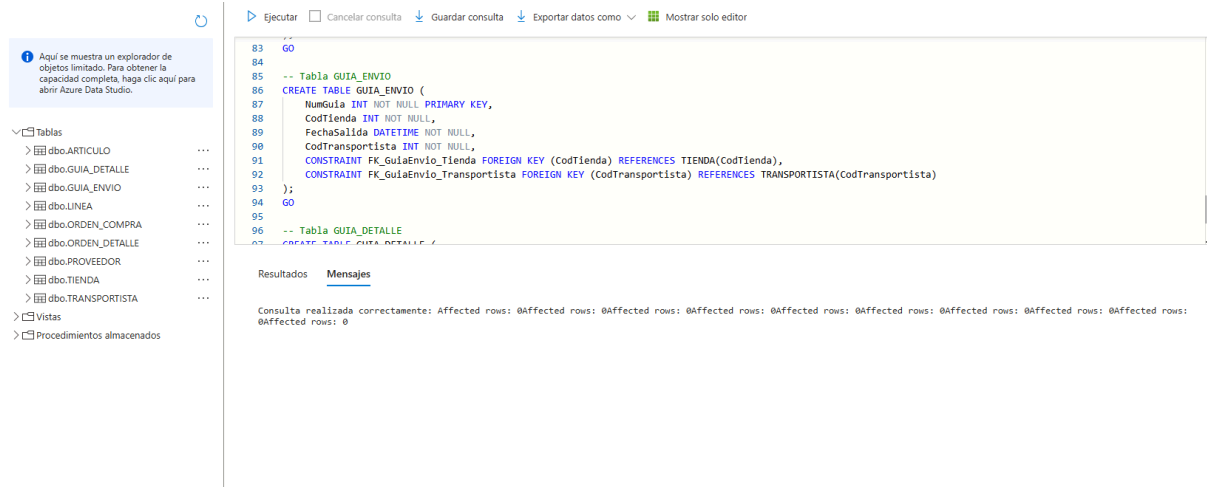 Ejecutar Cancelar consulta Guardar consulta Exportar datos como Mostrar solo editor
Aquí se muestra un explorador de
objetos limitado. Para obtener la
capacidad completa, haga clic aquí para
abrir Azure Data Studio.
Tablas
dbo.ARTICULO ...
dbo.GUIA_DETALLE ...
dbo.GUIA_ENVIO ...
dbo.LINEA ...
dbo.ORDEN_COMPRA ...
dbo.ORDEN_DETALLE ...
dbo.PROVEEDOR ...
dbo.TIENDA ...
dbo.TRANSPORTISTA ...
Vistas
Procedimientos almacenados
83 GO
84
85 -- Tabla GUIA_ENVIO
86 CREATE TABLE GUIA_ENVIO (
87 NumGuia INT NOT NULL PRIMARY KEY,
88 CodTienda INT NOT NULL,
89 FechaSalida DATETIME NOT NULL,
90 CodTransportista INT NOT NULL,
91 CONSTRAINT FK_GuiaEnvio_Tienda FOREIGN KEY (CodTienda) REFERENCES TIENDA(CodTienda),
92 CONSTRAINT FK_GuiaEnvio_Transportista FOREIGN KEY (CodTransportista) REFERENCES TRANSPORTISTA(CodTransportista)
93 );
94 GO
95
96 -- Tabla GUIA_DETALLE
97 CREATE TABLE GUIA_DETALLE (
Resultados Mensajes
Consulta realizada correctamente: Affected rows: 0Affected rows: 0Affected rows: 0Affected rows: 0Affected rows: 0Affected rows: 0Affected rows: 0Affected rows: 0Affected rows:
0Affected rows: 0